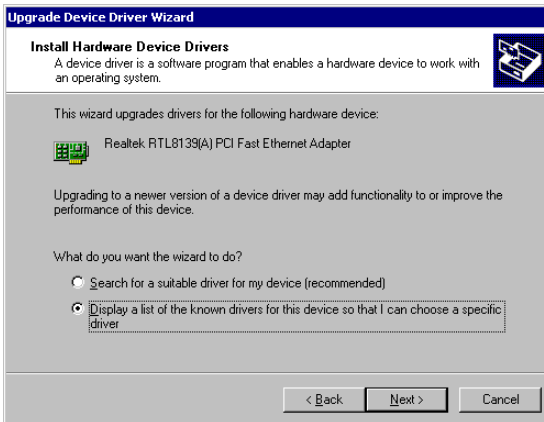 Upgrade Device Driver Wizard
Install Hardware Device Drivers
A device driver is a software program that enables a hardware device to work with
an operating system.
This wizard upgrades drivers for the following hardware device:
Realtek RTL8139(A) PCI Fast Ethernet Adapter
Upgrading to a newer version of a device driver may add functionality to or improve the
performance of this device.
What do you want the wizard to do?
Search for a suitable driver for my device (recommended)
Display a list of the known drivers for this device so that I can choose a specific
driver
< Back Next > Cancel